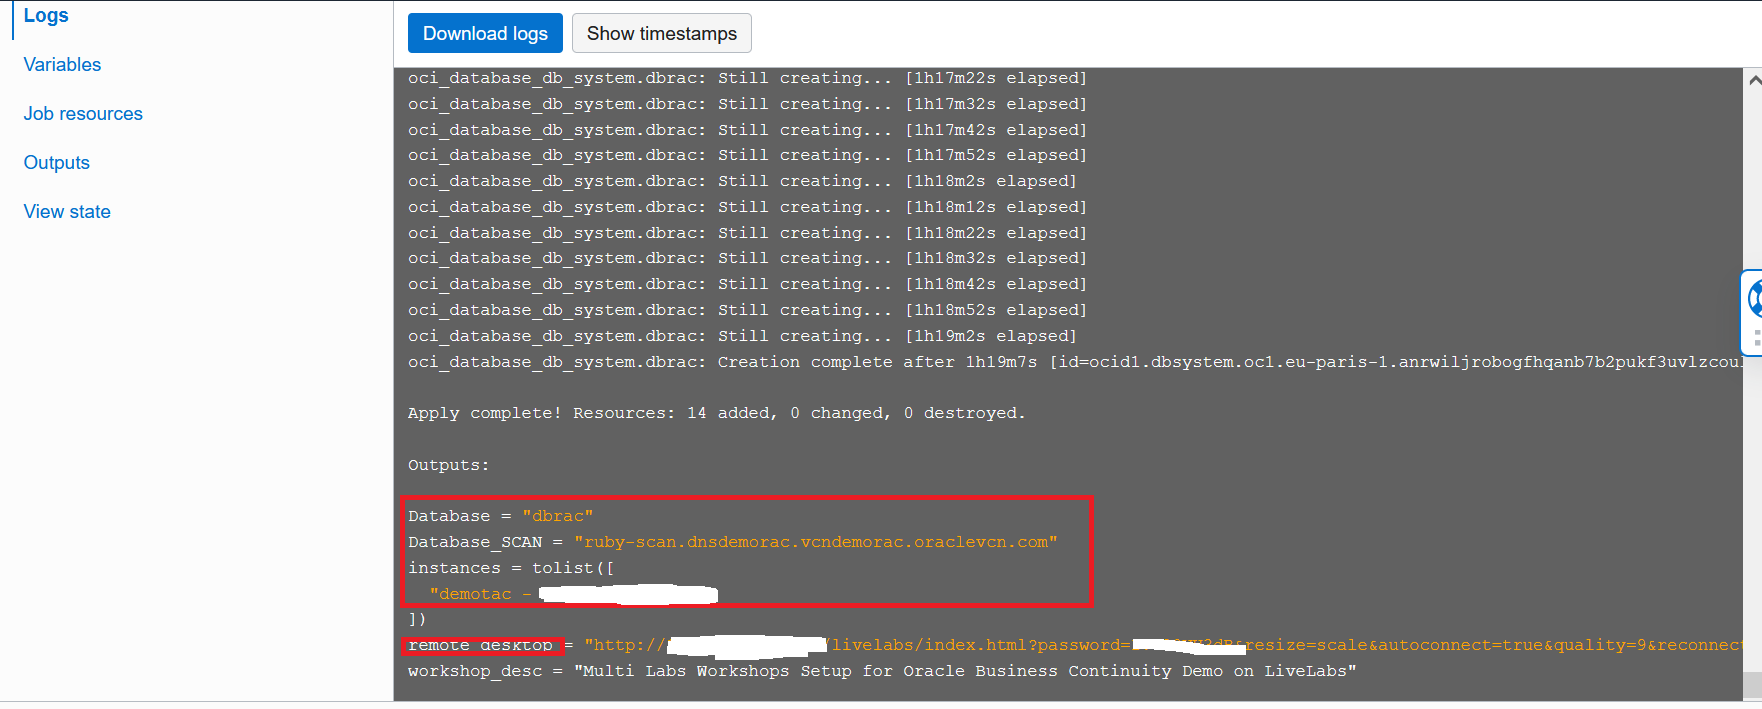 Logs
Variables
Job resources
Outputs
View state
Download logs
Show timestamps
oci_database_db_system.dbrac: Still creating... [1h17m22s elapsed]
oci_database_db_system.dbrac: Still creating... [1h17m32s elapsed]
oci_database_db_system.dbrac: Still creating... [1h17m42s elapsed]
oci_database_db_system.dbrac: Still creating... [1h17m52s elapsed]
oci_database_db_system.dbrac: Still creating... [1h18m2s elapsed]
oci_database_db_system.dbrac: Still creating... [1h18m12s elapsed]
oci_database_db_system.dbrac: Still creating... [1h18m22s elapsed]
oci_database_db_system.dbrac: Still creating... [1h18m32s elapsed]
oci_database_db_system.dbrac: Still creating... [1h18m42s elapsed]
oci_database_db_system.dbrac: Still creating... [1h18m52s elapsed]
oci_database_db_system.dbrac: Still creating... [1h19m2s elapsed]
oci_database_db_system.dbrac: Creation complete after 1h19m7s [id=ocid1.dbsystem.oc1.eu-paris-1.anrwiljrobogfhqanb7b2pukf3uvlzcou
Apply complete! Resources: 14 added, 0 changed, 0 destroyed.
Outputs:
Database = "dbrac"
Database_SCAN = "ruby-scan.dnsdemorac.vcndemorac.oraclevcn.com"
instances = tolist([
"demotac -
])
remote_desktop = "http:// /livelabs/index.html?password= &resize=scale&autoconnect=true&quality=9&reconnect
workshop_desc = "Multi Labs Workshops Setup for Oracle Business Continuity Demo on LiveLabs"